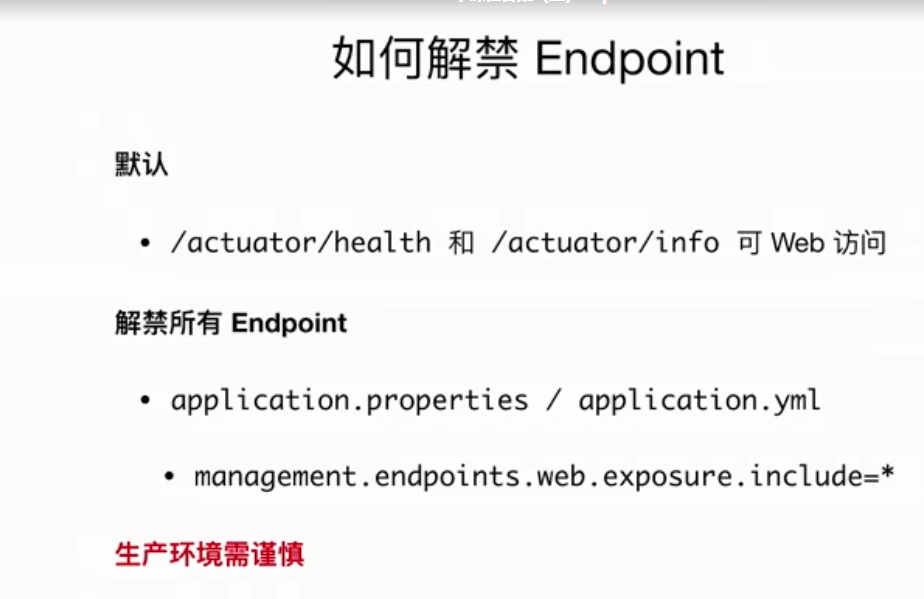 如何解禁 Endpoint
默认
• /actuator/health 和 /actuator/info 可 Web 访问
解禁所有 Endpoint
• application.properties / application.yml
• management.endpoints.web.exposure.include=*
生产环境需谨慎